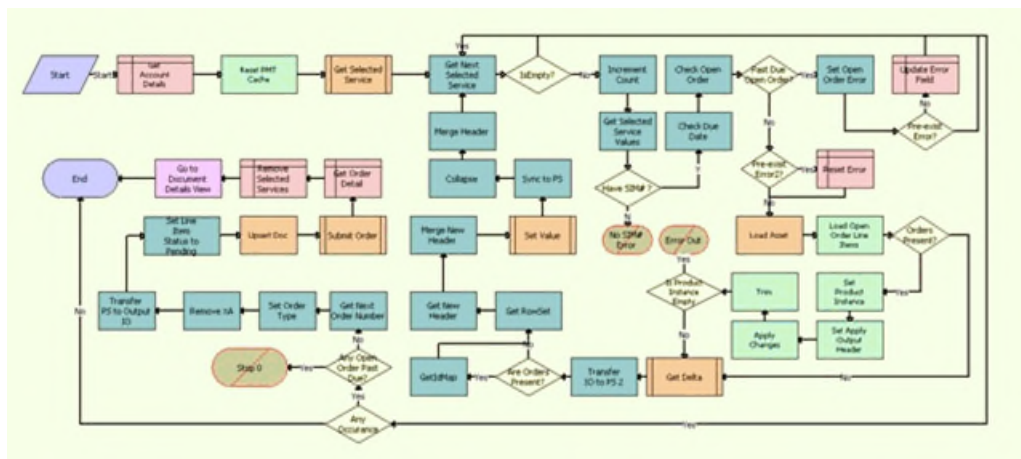 Start
Start
Get
Account
Details
Reset PMT
Cache
Get Selected
Service
Get Next
Selected
Service
Yes
IsEmpty?
No
Increment
Count
Check Open
Order
Past Due
Open Order?
Yes
Set Open
Order Error
Update Error
Field
No
Pre-exist
Error?
Merge Header
Get Selected
Service
Values
Check Due
Date
No
Pre-exist
Error2?
Yes
Reset Error
No
End
Go to
Document
Details View
Remove
Selected
Services
Get Order
Detail
Collapse
Sync to PS
Have SIM# ?
Y
N
Set Line
Item
Status to
Pending
Upsert Doc
Submit Order
Merge New
Header
Set Value
No SIM#
Error
Error Out
Yes
Load Asset
Load Open
Order Line
Items
Orders
Present?
Yes
Transfer
PS to Output
IO
Remove
Set Order
Type
Get Next
Order Number
Get New
Header
Get RowSet
Is Product
Instance
Empty
Trim
Set
Product
Instance
No
No
Stop 0
Yes
Any Open
Order Past
Due?
No
No
Apply
Changes
Set Apply
Output
Header
GetIdMap
Yes
Are Orders
Present?
Transfer
IO to PS 2
Get Delta
No
Yes
Any
Occurance
Yes